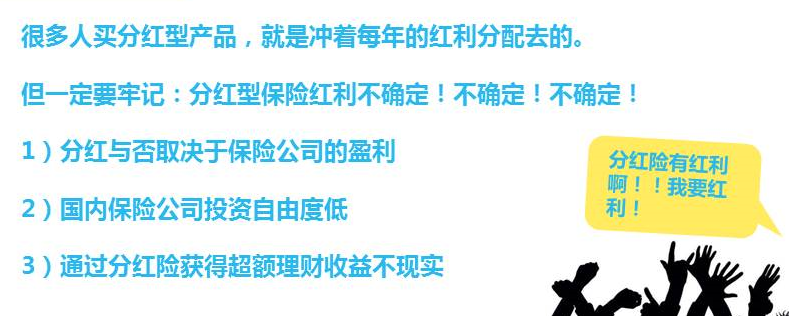 很多人买分红型产品，就是冲着每年的红利分配去的。
但一定要牢记：分红型保险红利不确定！不确定！不确定！
1）分红与否取决于保险公司的盈利
2）国内保险公司投资自由度低
3）通过分红险获得超额理财收益不现实
分红险有红利
啊！！我要红
利！